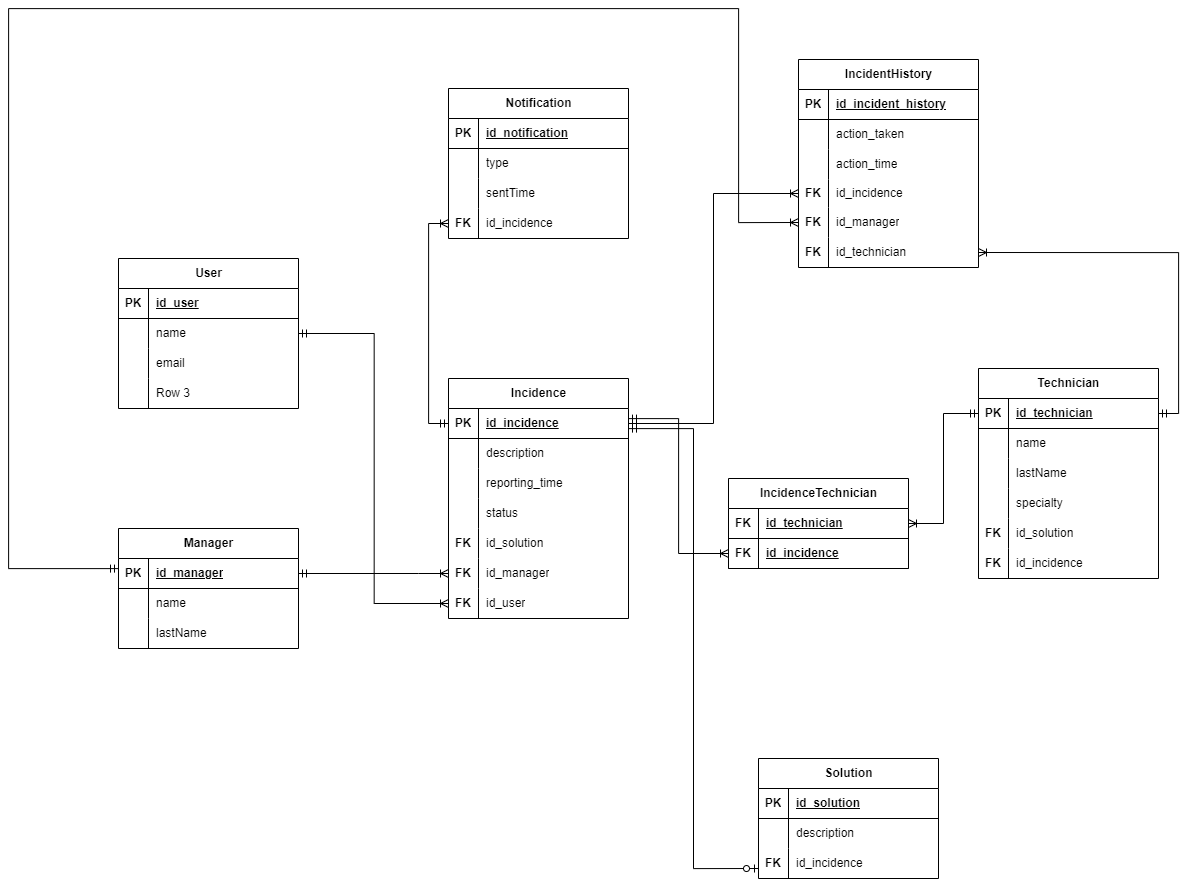 IncidentHistory
PK id_incident_history
action_taken
action_time
FK id_incidence
FK id_manager
FK id_technician
Notification
PK id_notification
type
sentTime
FK id_incidence
User
PK id_user
name
email
Row 3
Incidence
PK id_incidence
description
reporting_time
status
FK id_solution
FK id_manager
FK id_user
Technician
PK id_technician
name
lastName
specialty
FK id_solution
FK id_incidence
IncidenceTechnician
FK id_technician
FK id_incidence
Manager
PK id_manager
name
lastName
Solution
PK id_solution
description
FK id_incidence